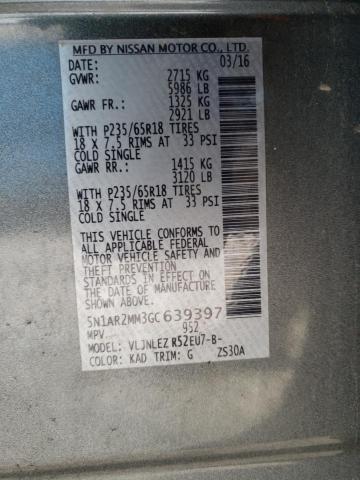 MFD BY NISSAN MOTOR CO., LTD.
DATE: 03/16
GVWR: 2715 KG
5986 LB
GAWR FR.: 1325 KG
2921 LB
WITH P235/65R18 TIRES
18 X 7.5 RIMS AT 33 PSI
COLD SINGLE
GAWR RR.: 1415 KG
3120 LB
WITH P235/65R18 TIRES
18 X 7.5 RIMS AT 33 PSI
COLD SINGLE
THIS VEHICLE CONFORMS TO
ALL APPLICABLE FEDERAL
MOTOR VEHICLE SAFETY AND
THEFT PREVENTION
STANDARDS IN EFFECT ON
THE DATE OF MANUFACTURE
SHOWN ABOVE.
5N1AR2MM3GC639397
MPV 952
MODEL: VLJNLEZ R52EU7-B-
COLOR: KAD TRIM: G ZS30A